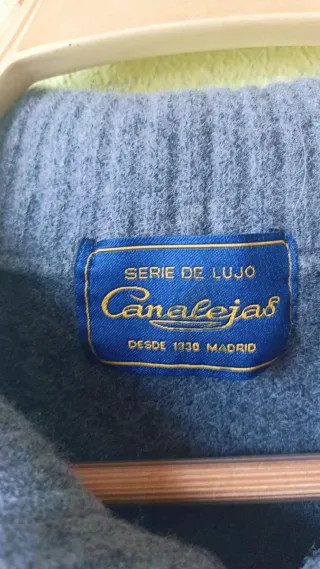 SERIE DE LUJO
Canalejas
DESDE 1930 MADRID